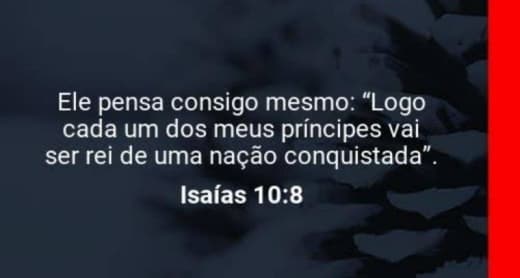 Ele pensa consigo mesmo: “Logo
cada um dos meus príncipes vai
ser rei de uma nação conquistada”.
Isaías 10:8